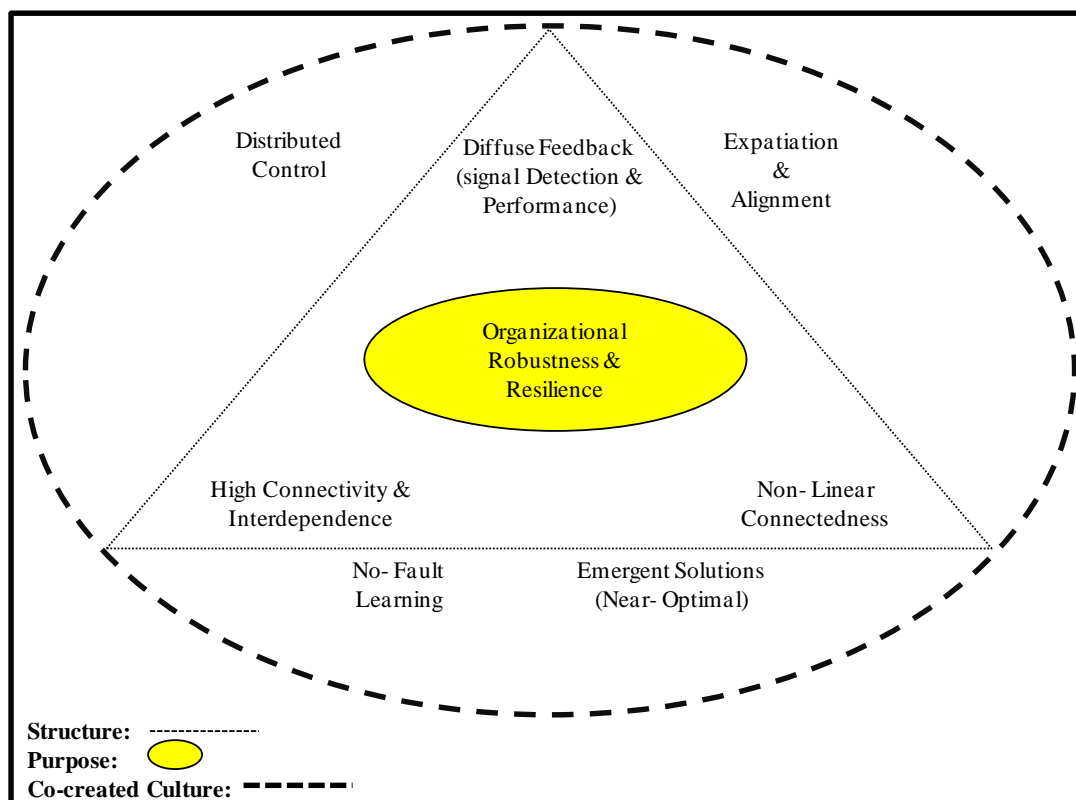 Distributed
Control
Diffuse Feedback
(signal Detection &
Performance)
Expatiation
&
Alignment
Organizational
Robustness &
Resilience
High Connectivity &
Interdependence
Non- Linear
Connectedness
No- Fault
Learning
Emergent Solutions
(Near- Optimal)
Structure:
Purpose:
Co-created Culture: